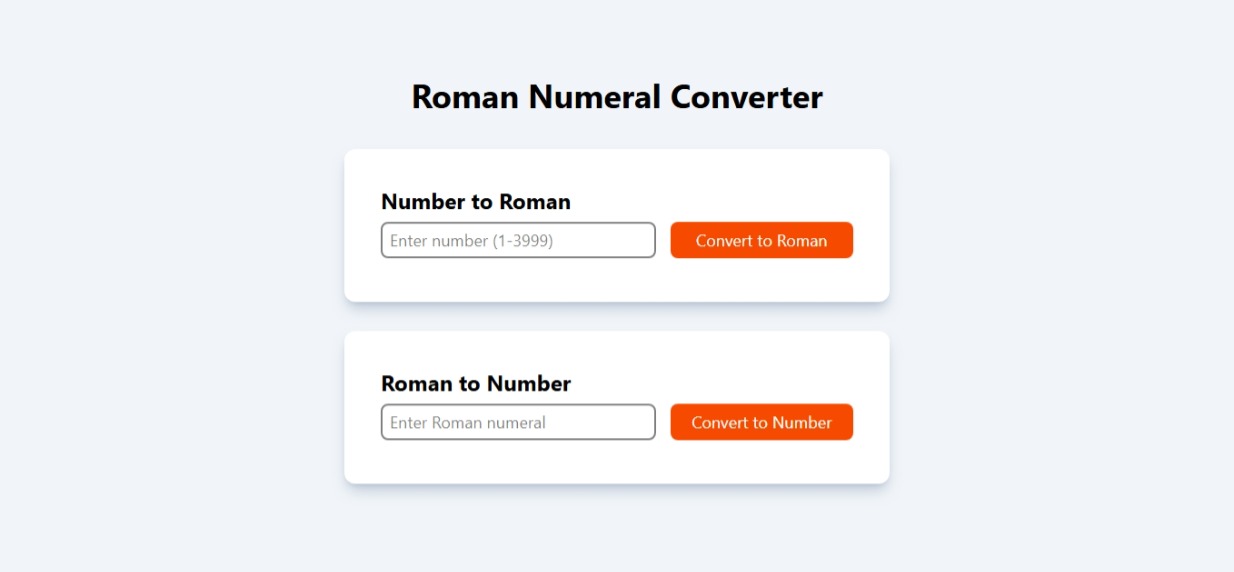 Roman Numeral Converter
Number to Roman
Enter number (1-3999)
Convert to Roman
Roman to Number
Enter Roman numeral
Convert to Number